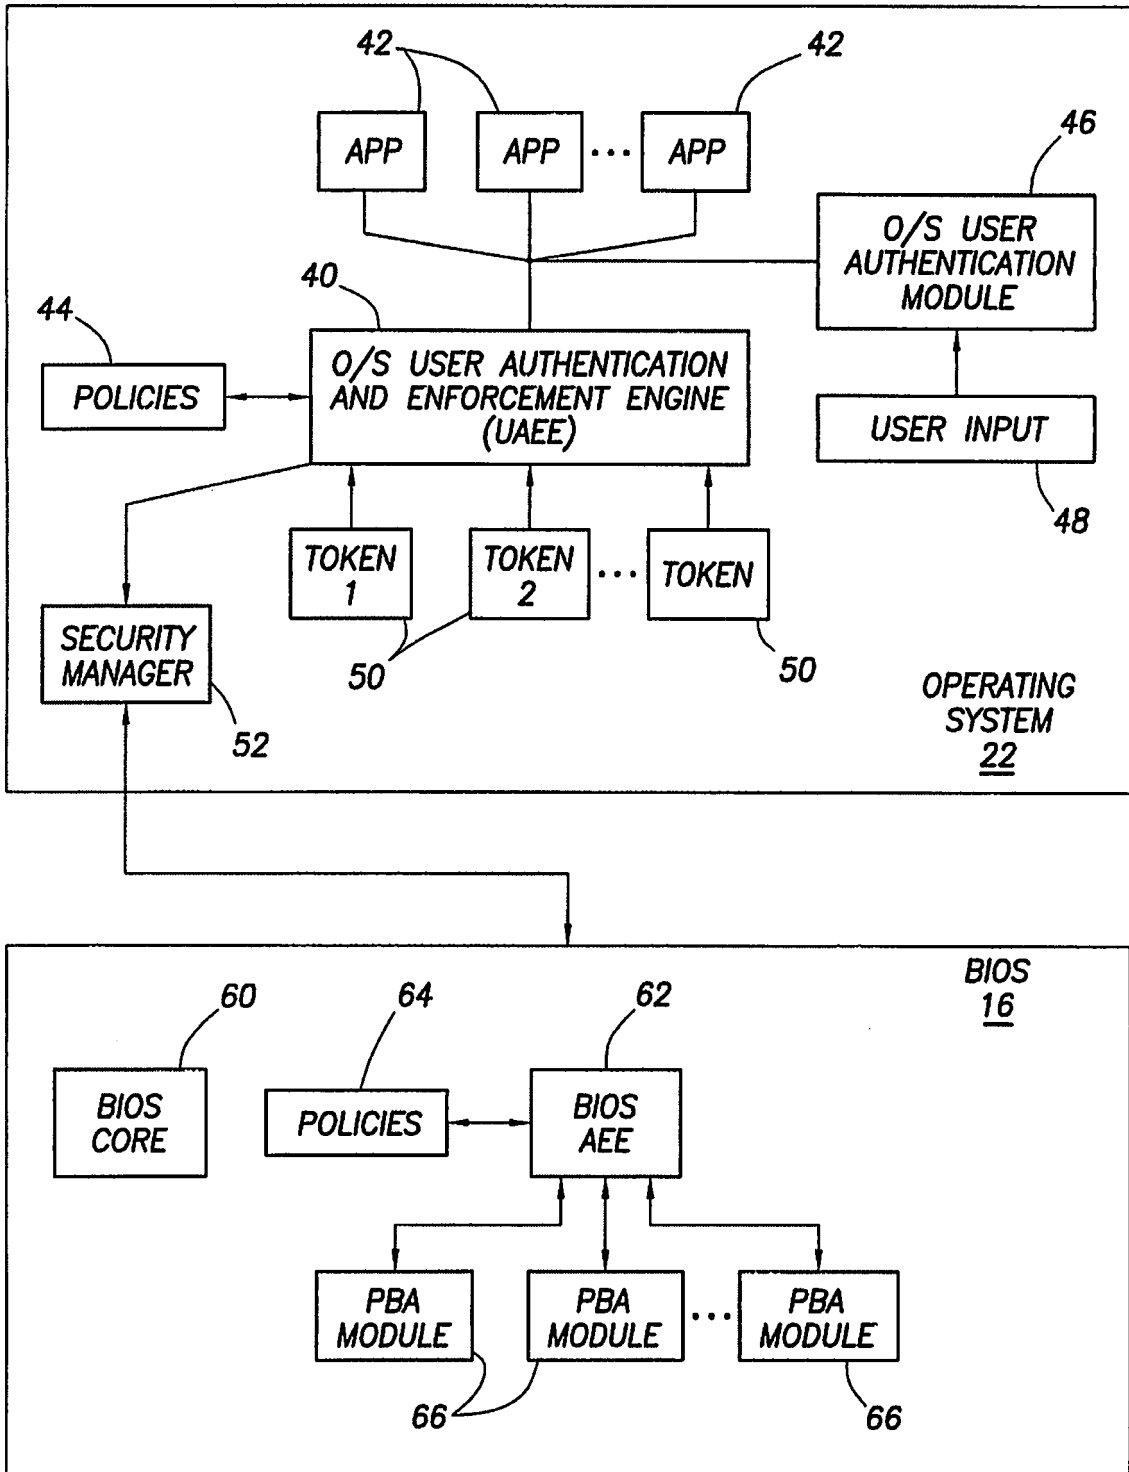 42
42
APP
APP
...
APP
46
O/S USER
AUTHENTICATION
MODULE
40
44
O/S USER AUTHENTICATION
AND ENFORCEMENT ENGINE
(UAEE)
POLICIES
USER INPUT
48
TOKEN
1
TOKEN
2
...
TOKEN
50
50
SECURITY
MANAGER
52
OPERATING
SYSTEM
22
BIOS
16
60
64
62
BIOS
CORE
POLICIES
BIOS
AEE
PBA
MODULE
PBA
MODULE
...
PBA
MODULE
66
66